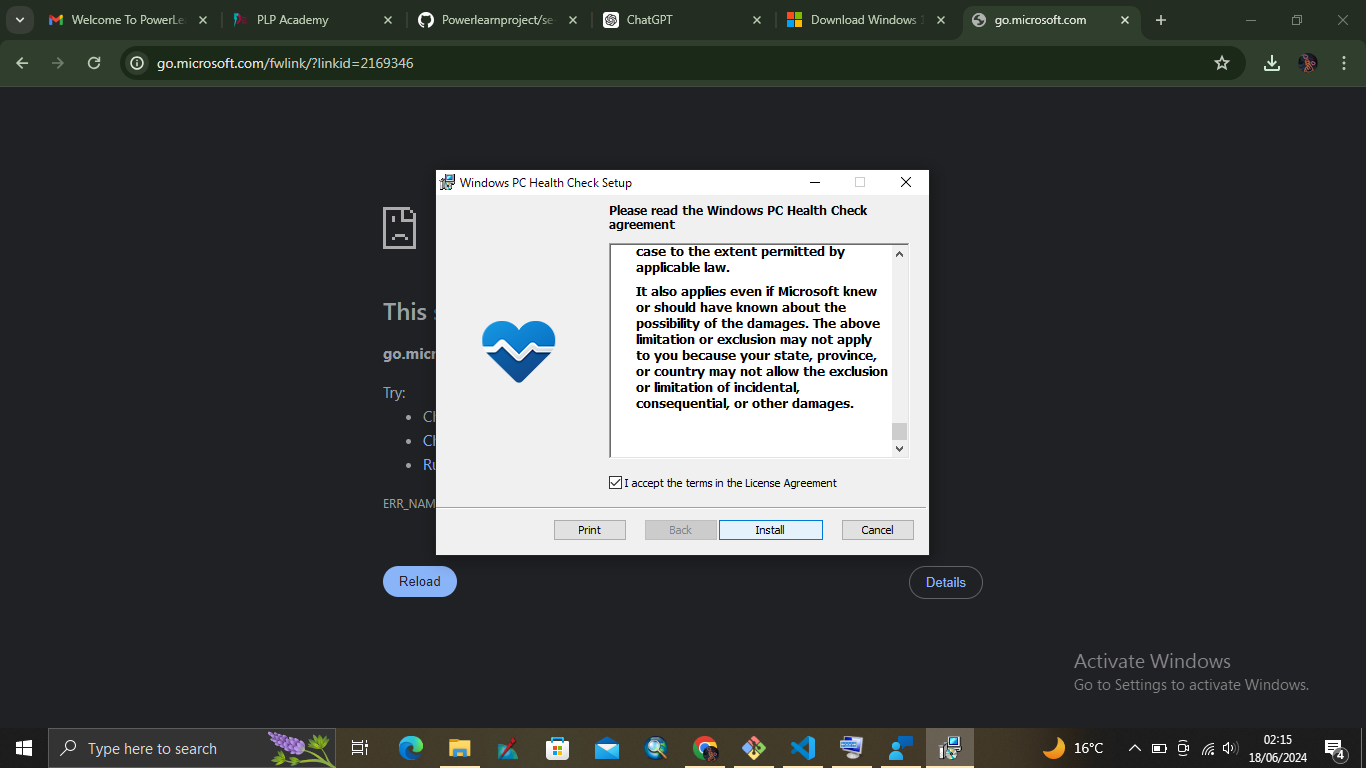 Welcome To PowerLe
PLP Academy
Powerlearnproject/se
ChatGPT
Download Windows 1
go.microsoft.com
go.microsoft.com/fwlink/?linkid=2169346
Windows PC Health Check Setup
Please read the Windows PC Health Check
agreement
case to the extent permitted by
applicable law.
It also applies even if Microsoft knew
or should have known about the
possibility of the damages. The above
limitation or exclusion may not apply
to you because your state, province,
or country may not allow the exclusion
or limitation of incidental,
consequential, or other damages.
I accept the terms in the License Agreement
Print
Back
Install
Cancel
This s
go.micr
Try:
Ch
Ch
Ru
ERR_NAM
Reload
Details
Activate Windows
Go to Settings to activate Windows.
Type here to search
16°C
02:15
18/06/2024
4